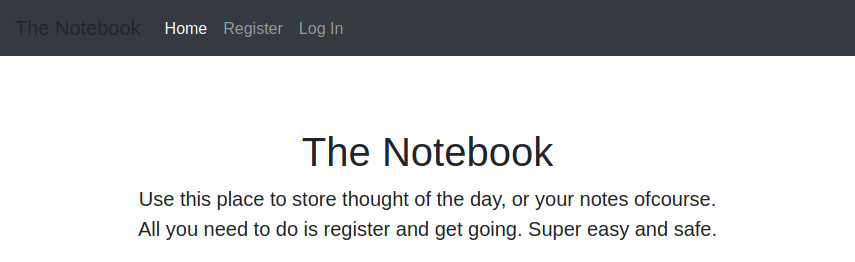 The Notebook Home Register Log In
The Notebook
Use this place to store thought of the day, or your notes ofcourse.
All you need to do is register and get going. Super easy and safe.